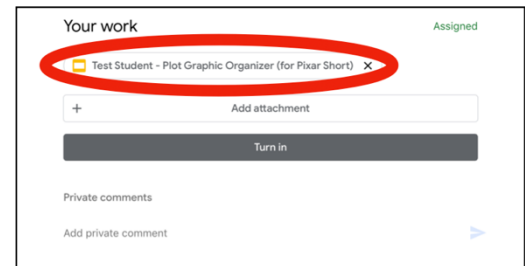 Your work
Assigned
Test Student - Plot Graphic Organizer (for Pixar Short) ×
+ Add attachment
Turn in
Private comments
Add private comment